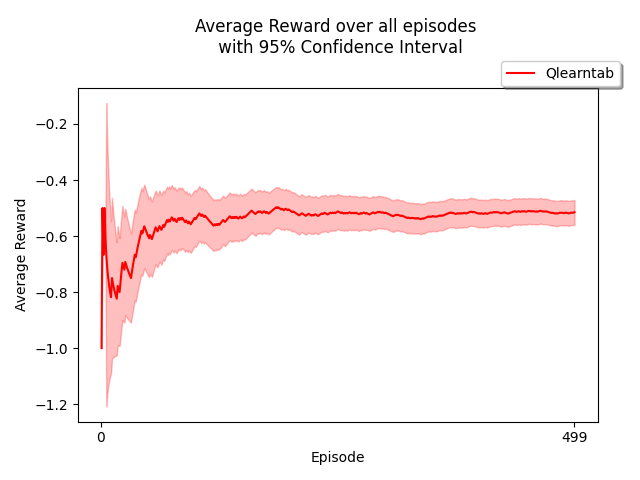 Average Reward over all episodes
with 95% Confidence Interval
Qlearntab
Average Reward
−0.2
−0.4
−0.6
−0.8
−1.0
−1.2
0
499
Episode